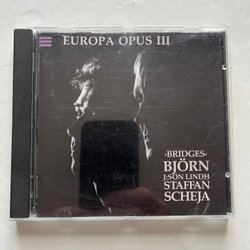 EUROPA OPUS III
›BRIDGES‹
BJÖRN
J:SON LINDH
STAFFAN
SCHEJA